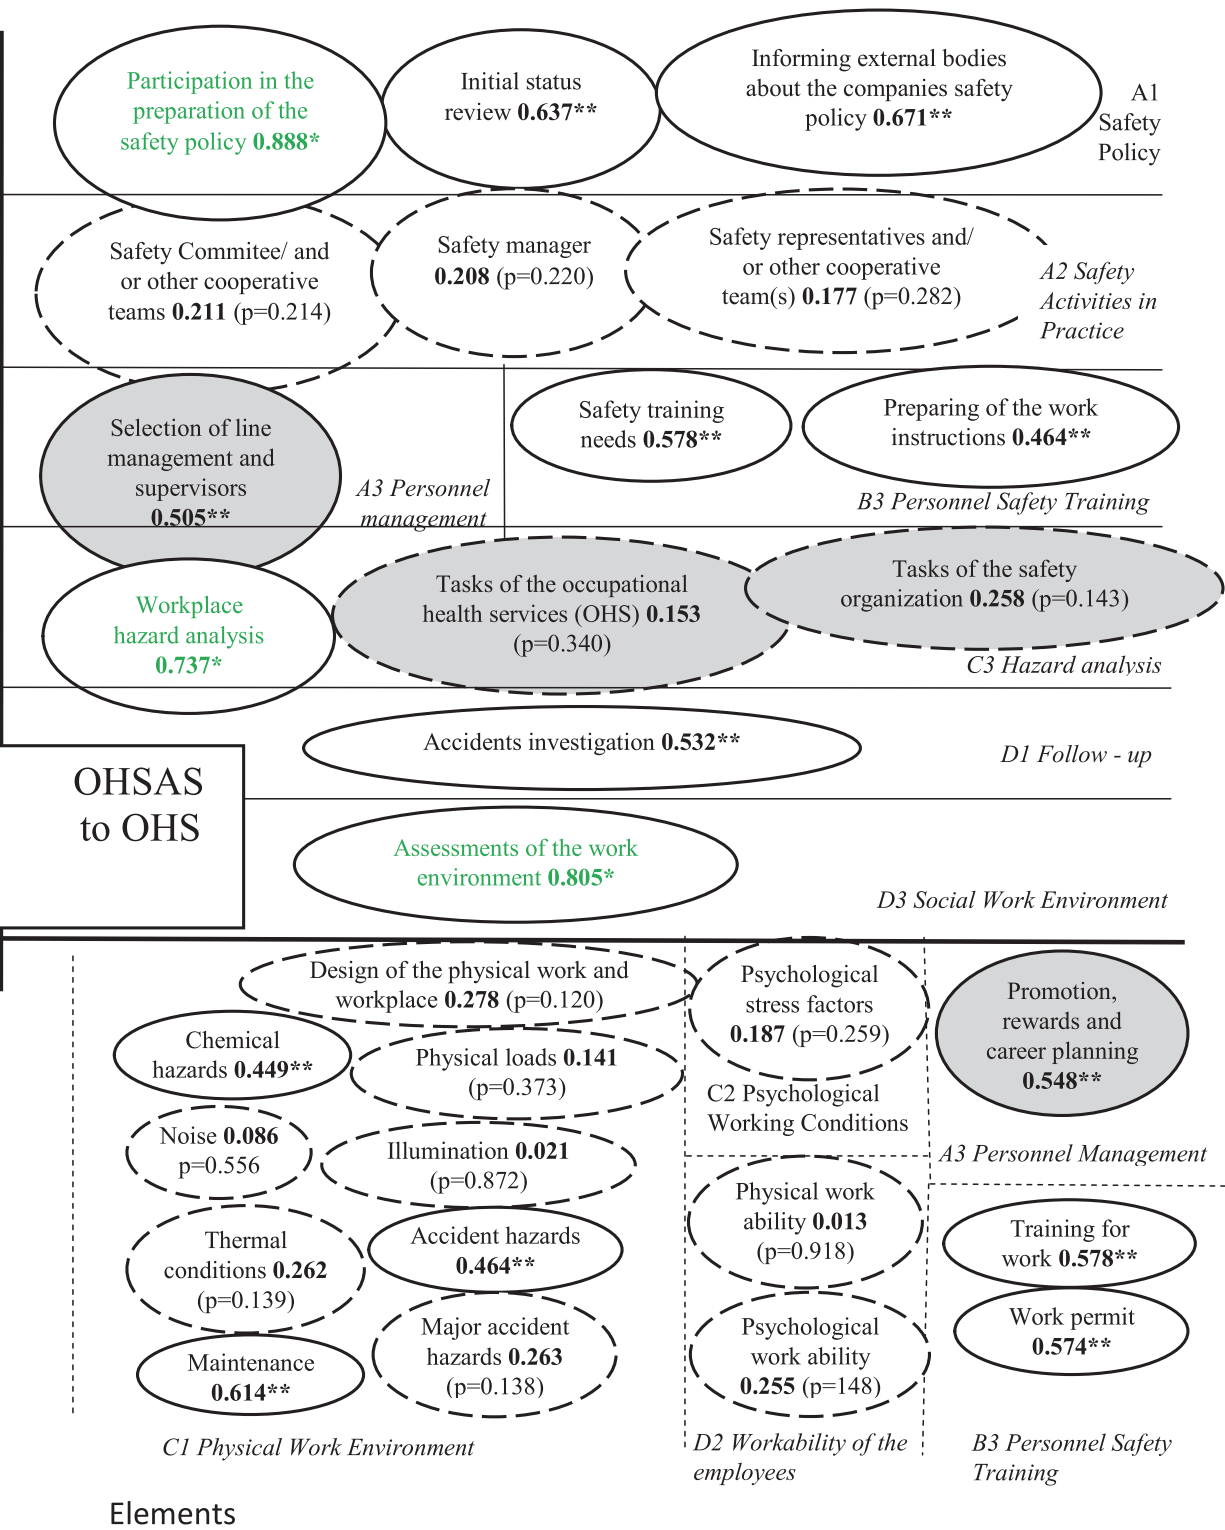 Participation in the
preparation of the
safety policy 0.888*
Initial status
review 0.637**
Informing external bodies
about the companies safety
policy 0.671**
A1
Safety
Policy
Safety Commitee/ and
or other cooperative
teams 0.211 (p=0.214)
Safety manager
0.208 (p=0.220)
Safety representatives and/
or other cooperative
team(s) 0.177 (p=0.282)
A2 Safety
Activities in
Practice
Selection of line
management and
supervisors
0.505**
A3 Personnel
management
Safety training
needs 0.578**
Preparing of the work
instructions 0.464**
B3 Personnel Safety Training
Workplace
hazard analysis
0.737*
Tasks of the occupational
health services (OHS) 0.153
(p=0.340)
Tasks of the safety
organization 0.258 (p=0.143)
C3 Hazard analysis
Accidents investigation 0.532**
D1 Follow - up
OHSAS
to OHS
Assessments of the work
environment 0.805*
D3 Social Work Environment
Design of the physical work and
workplace 0.278 (p=0.120)
Chemical
hazards 0.449**
Physical loads 0.141
(p=0.373)
Noise 0.086
p=0.556
Illumination 0.021
(p=0.872)
Thermal
conditions 0.262
(p=0.139)
Accident hazards
0.464**
Maintenance
0.614**
Major accident
hazards 0.263
(p=0.138)
C1 Physical Work Environment
Psychological
stress factors
0.187 (p=0.259)
C2 Psychological
Working Conditions
Physical work
ability 0.013
(p=0.918)
Psychological
work ability
0.255 (p=148)
D2 Workability of the
employees
Promotion,
rewards and
career planning
0.548**
A3 Personnel Management
Training for
work 0.578**
Work permit
0.574**
B3 Personnel Safety
Training
Elements